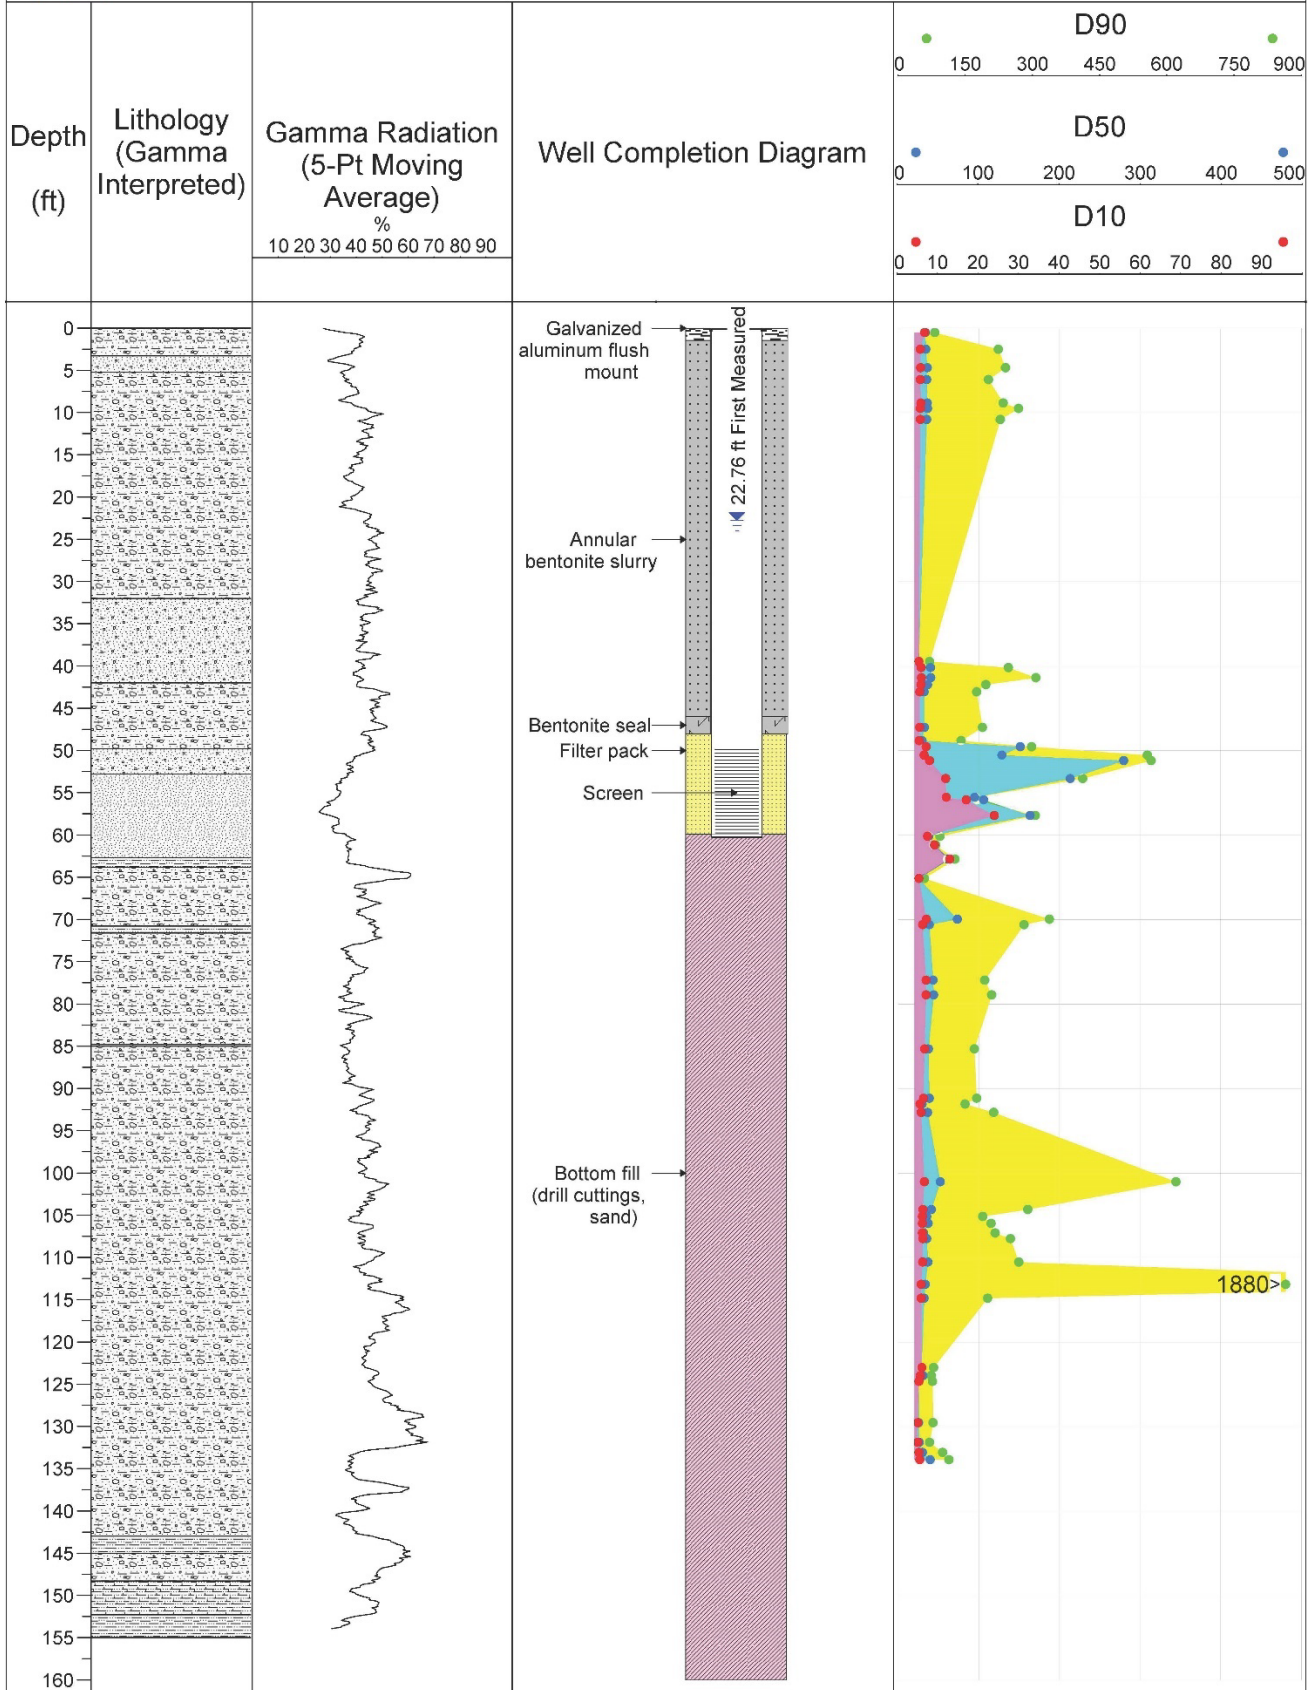 Depth
(ft)
Lithology
(Gamma
Interpreted)
Gamma Radiation
(5-Pt Moving
Average)
%
10 20 30 40 50 60 70 80 90
Well Completion Diagram
D90
0 150 300 450 600 750 900
D50
0 100 200 300 400 500
D10
0 10 20 30 40 50 60 70 80 90
0
5
10
15
20
25
30
35
40
45
50
55
60
65
70
75
80
85
90
95
100
105
110
115
120
125
130
135
140
145
150
155
160
Galvanized
aluminum flush
mount
22.76 ft First Measured
Annular
bentonite slurry
Bentonite seal
Filter pack
Screen
Bottom fill
(drill cuttings,
sand)
1880>